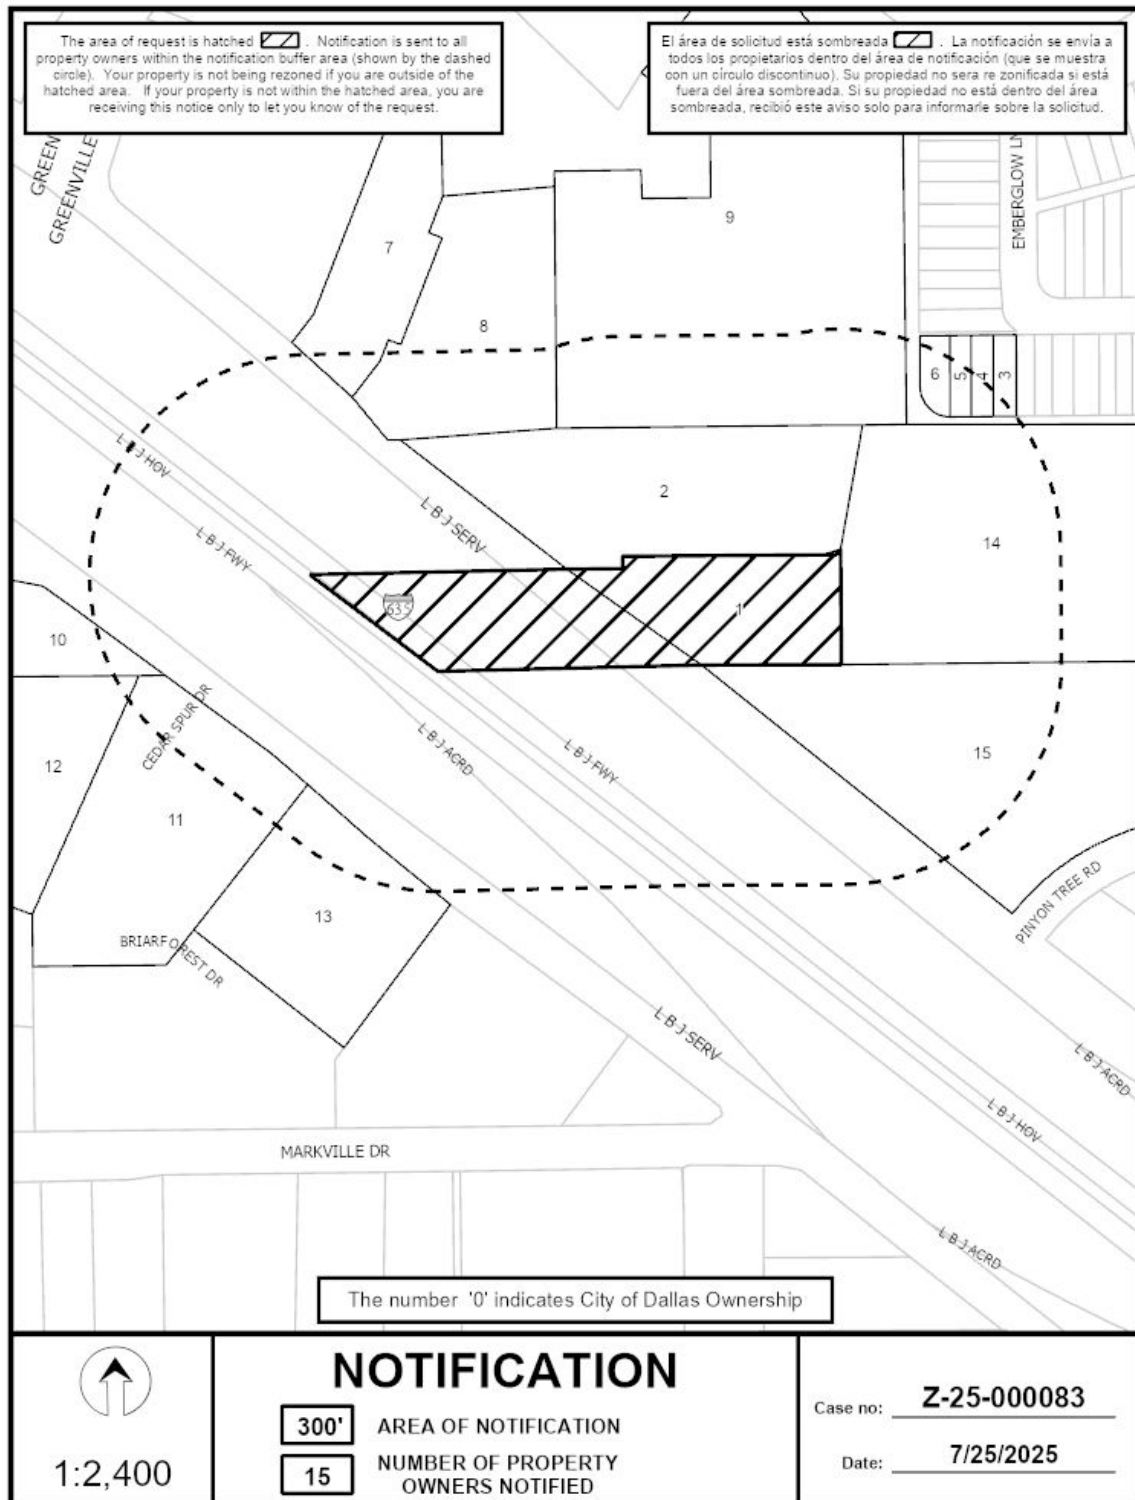 The area of request is hatched . Notification is sent to all
property owners within the notification buffer area (shown by the dashed
circle). Your property is not being rezoned if you are outside of the
hatched area. If your property is not within the hatched area, you are
receiving this notice only to let you know of the request.
El área de solicitud está sombreada . La notificación se envía a
todos los propietarios dentro del área de notificación (que se muestra
con un círculo discontinuo). Su propiedad no sera re zonificada si está
fuera del área sombreada. Si su propiedad no está dentro del área
sombreada, recibió este aviso solo para informarle sobre la solicitud.
GREEN
GREENVILLE
EMBERGLOW LN
9
7
8
6
5
4
3
L B J HOV
2
L B J SERV
L B J FWY
14
635
1
10
CEDAR SPUR DR
L B J ACRD
L B J FWY
12
15
11
13
PINYON TREE RD
BRIARFOREST DR
L B J SERV
L B J ACRD
L B J HOV
MARKVILLE DR
L B J ACRD
The number '0' indicates City of Dallas Ownership
1:2,400
NOTIFICATION
300' AREA OF NOTIFICATION
15 NUMBER OF PROPERTY
OWNERS NOTIFIED
Case no: Z-25-000083
Date: 7/25/2025